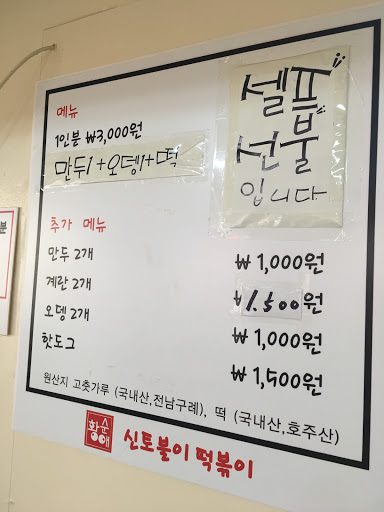 메뉴
1인분 ₩3,000원
만두1+오뎅1+떡
셀프
선불
입니다
추가 메뉴
만두 2개 ₩ 1,000원
계란 2개 ₩ 1,500원
오뎅 2개 ₩ 1,000원
핫도그 ₩ 1,500원
원산지 고춧가루 (국내산,전남구례), 떡 (국내산,호주산)
황순애 신토불이 떡볶이
분